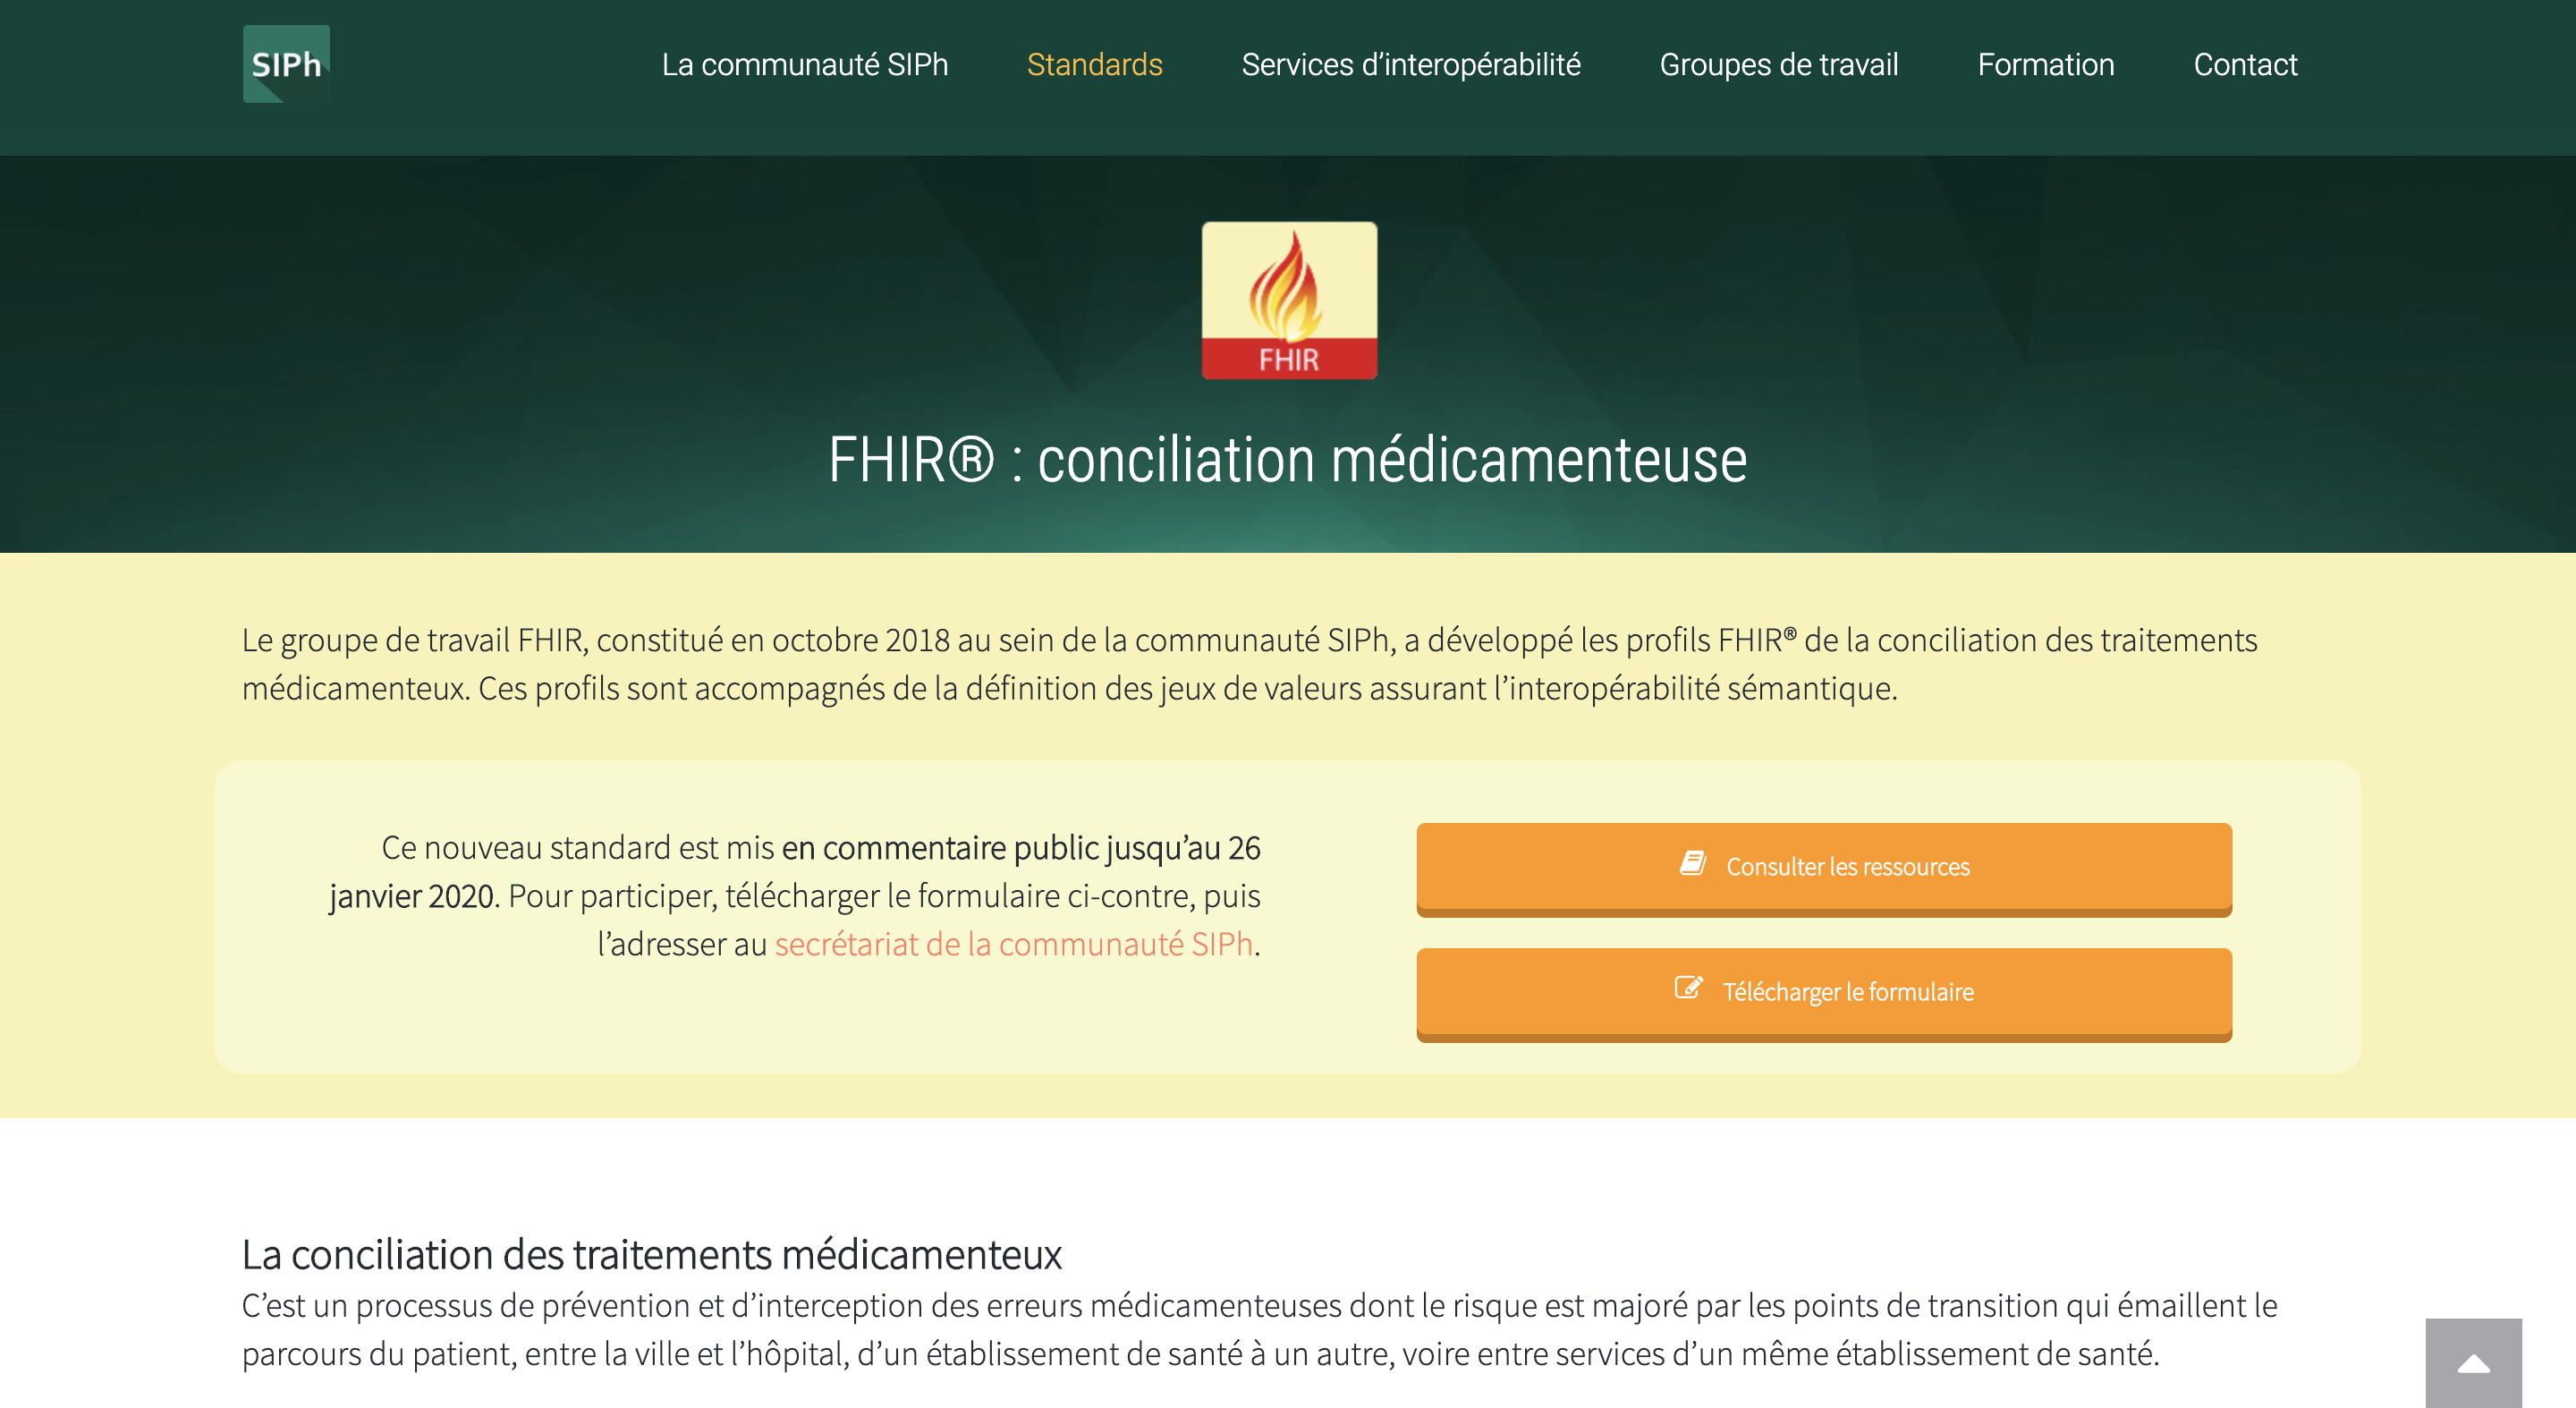 SIPh
La communauté SIPh
Standards
Services d’interopérabilité
Groupes de travail
Formation
Contact
FHIR
FHIR® : conciliation médicamenteuse
Le groupe de travail FHIR, constitué en octobre 2018 au sein de la communauté SIPh, a développé les profils FHIR® de la conciliation des traitements
médicamenteux. Ces profils sont accompagnés de la définition des jeux de valeurs assurant l’interopérabilité sémantique.
Ce nouveau standard est mis en commentaire public jusqu’au 26
janvier 2020. Pour participer, télécharger le formulaire ci-contre, puis
l’adresser au secrétariat de la communauté SIPh.
Consulter les ressources
Télécharger le formulaire
La conciliation des traitements médicamenteux
C’est un processus de prévention et d’interception des erreurs médicamenteuses dont le risque est majoré par les points de transition qui émaillent le
parcours du patient, entre la ville et l’hôpital, d’un établissement de santé à un autre, voire entre services d’un même établissement de santé.